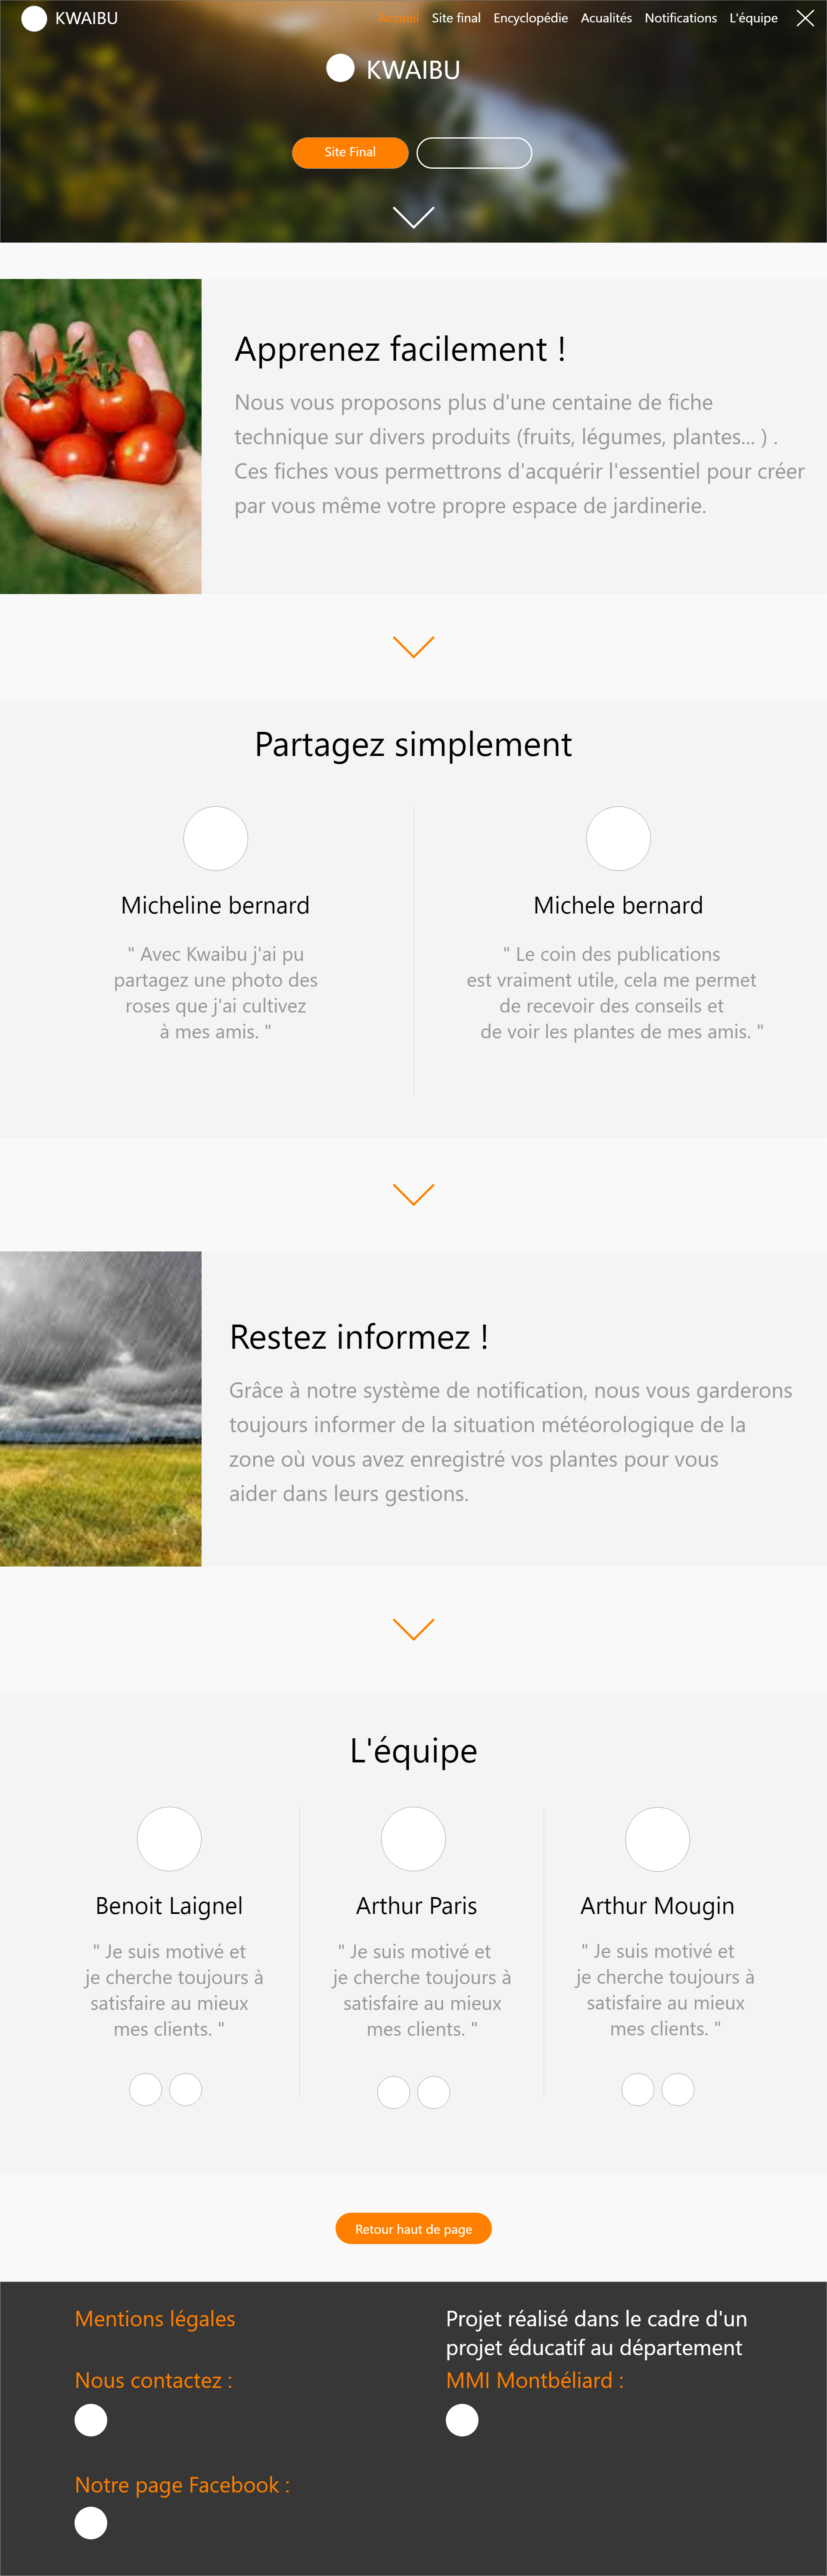 KWAIBU
Accueil Site final Encyclopédie Acualités Notifications L'équipe
KWAIBU
Site Final
Apprenez facilement !
Nous vous proposons plus d'une centaine de fiche
technique sur divers produits (fruits, légumes, plantes... ) .
Ces fiches vous permettrons d'acquérir l'essentiel pour créer
par vous même votre propre espace de jardinerie.
Partagez simplement
Micheline bernard
" Avec Kwaibu j'ai pu
partagez une photo des
roses que j'ai cultivez
à mes amis. "
Michele bernard
" Le coin des publications
est vraiment utile, cela me permet
de recevoir des conseils et
de voir les plantes de mes amis. "
Restez informez !
Grâce à notre système de notification, nous vous garderons
toujours informer de la situation météorologique de la
zone où vous avez enregistré vos plantes pour vous
aider dans leurs gestions.
L'équipe
Benoit Laignel
" Je suis motivé et
je cherche toujours à
satisfaire au mieux
mes clients. "
Arthur Paris
" Je suis motivé et
je cherche toujours à
satisfaire au mieux
mes clients. "
Arthur Mougin
" Je suis motivé et
je cherche toujours à
satisfaire au mieux
mes clients. "
Retour haut de page
Mentions légales
Nous contactez :
Notre page Facebook :
Projet réalisé dans le cadre d'un
projet éducatif au département
MMI Montbéliard :